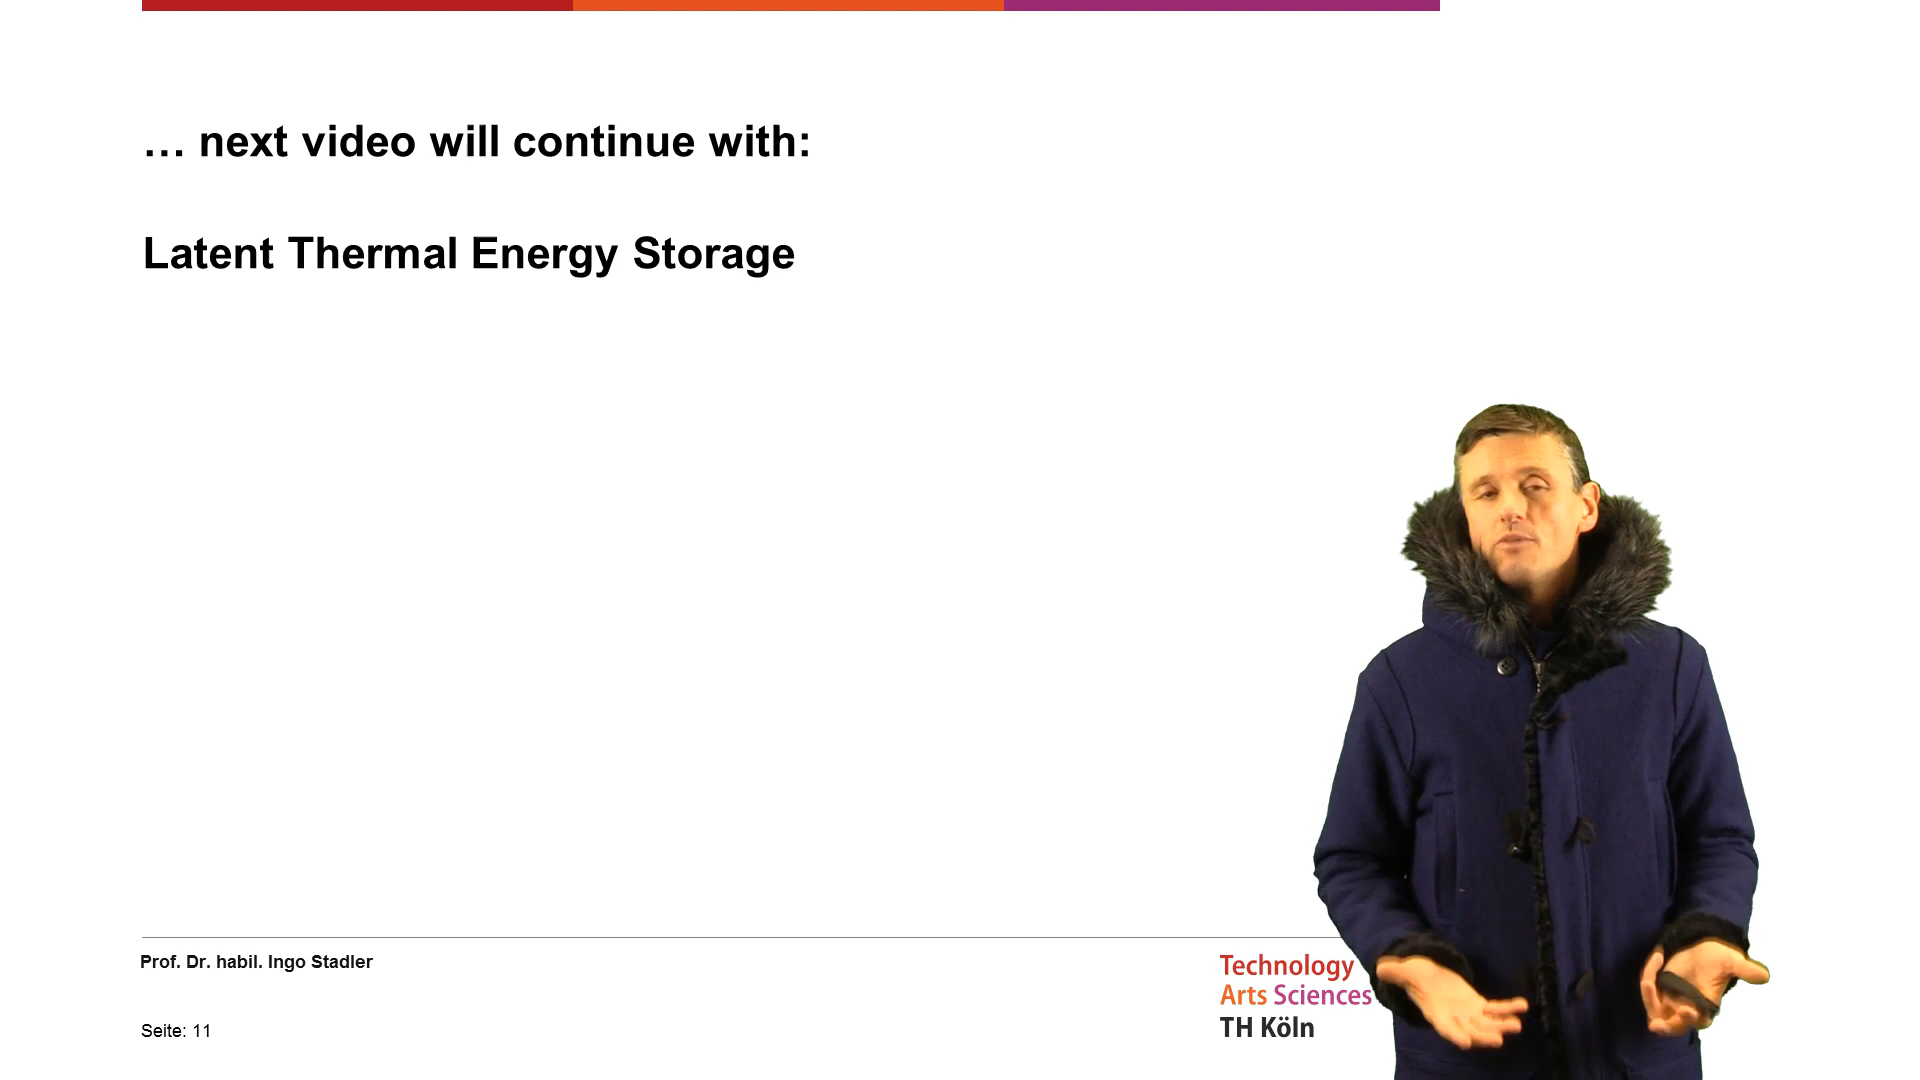 … next video will continue with:
Latent Thermal Energy Storage
Prof. Dr. habil. Ingo Stadler
Seite: 11
Technology
Arts Sciences
TH Köln